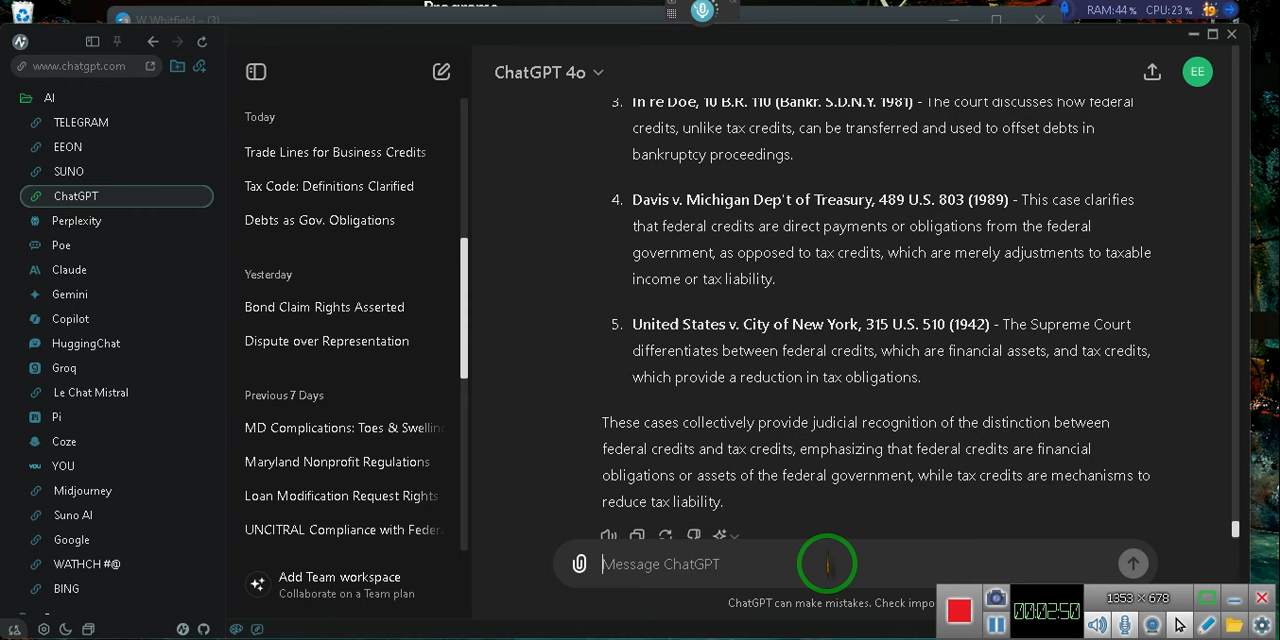 W Whitfield ~ (3)
RAM:44 % CPU:23 %
www.chatgpt.com
AI
TELEGRAM
EEON
SUNO
ChatGPT
Perplexity
Poe
Claude
Gemini
Copilot
HuggingChat
Groq
Le Chat Mistral
Pi
Coze
YOU
Midjourney
Suno AI
Google
WATHCH #@
BING
Today
Trade Lines for Business Credits
Tax Code: Definitions Clarified
Debts as Gov. Obligations
Yesterday
Bond Claim Rights Asserted
Dispute over Representation
Previous 7 Days
MD Complications: Toes & Swellin
Maryland Nonprofit Regulations
Loan Modification Request Rights
UNCITRAL Compliance with Feder
Add Team workspace
Collaborate on a Team plan
ChatGPT 4o
EE
3. In re Doe, 10 B.R. 110 (Bankr. S.D.N.Y. 1981) - The court discusses how federal
credits, unlike tax credits, can be transferred and used to offset debts in
bankruptcy proceedings.
4. Davis v. Michigan Dep't of Treasury, 489 U.S. 803 (1989) - This case clarifies
that federal credits are direct payments or obligations from the federal
government, as opposed to tax credits, which are merely adjustments to taxable
income or tax liability.
5. United States v. City of New York, 315 U.S. 510 (1942) - The Supreme Court
differentiates between federal credits, which are financial assets, and tax credits,
which provide a reduction in tax obligations.
These cases collectively provide judicial recognition of the distinction between
federal credits and tax credits, emphasizing that federal credits are financial
obligations or assets of the federal government, while tax credits are mechanisms to
reduce tax liability.
Message ChatGPT
ChatGPT can make mistakes. Check impo
1353 x 678
00:02:50